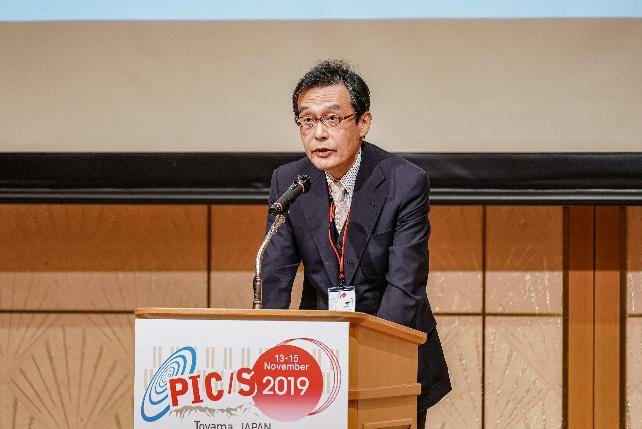 13-15
November
PIC/S 2019
Toyama, JAPAN